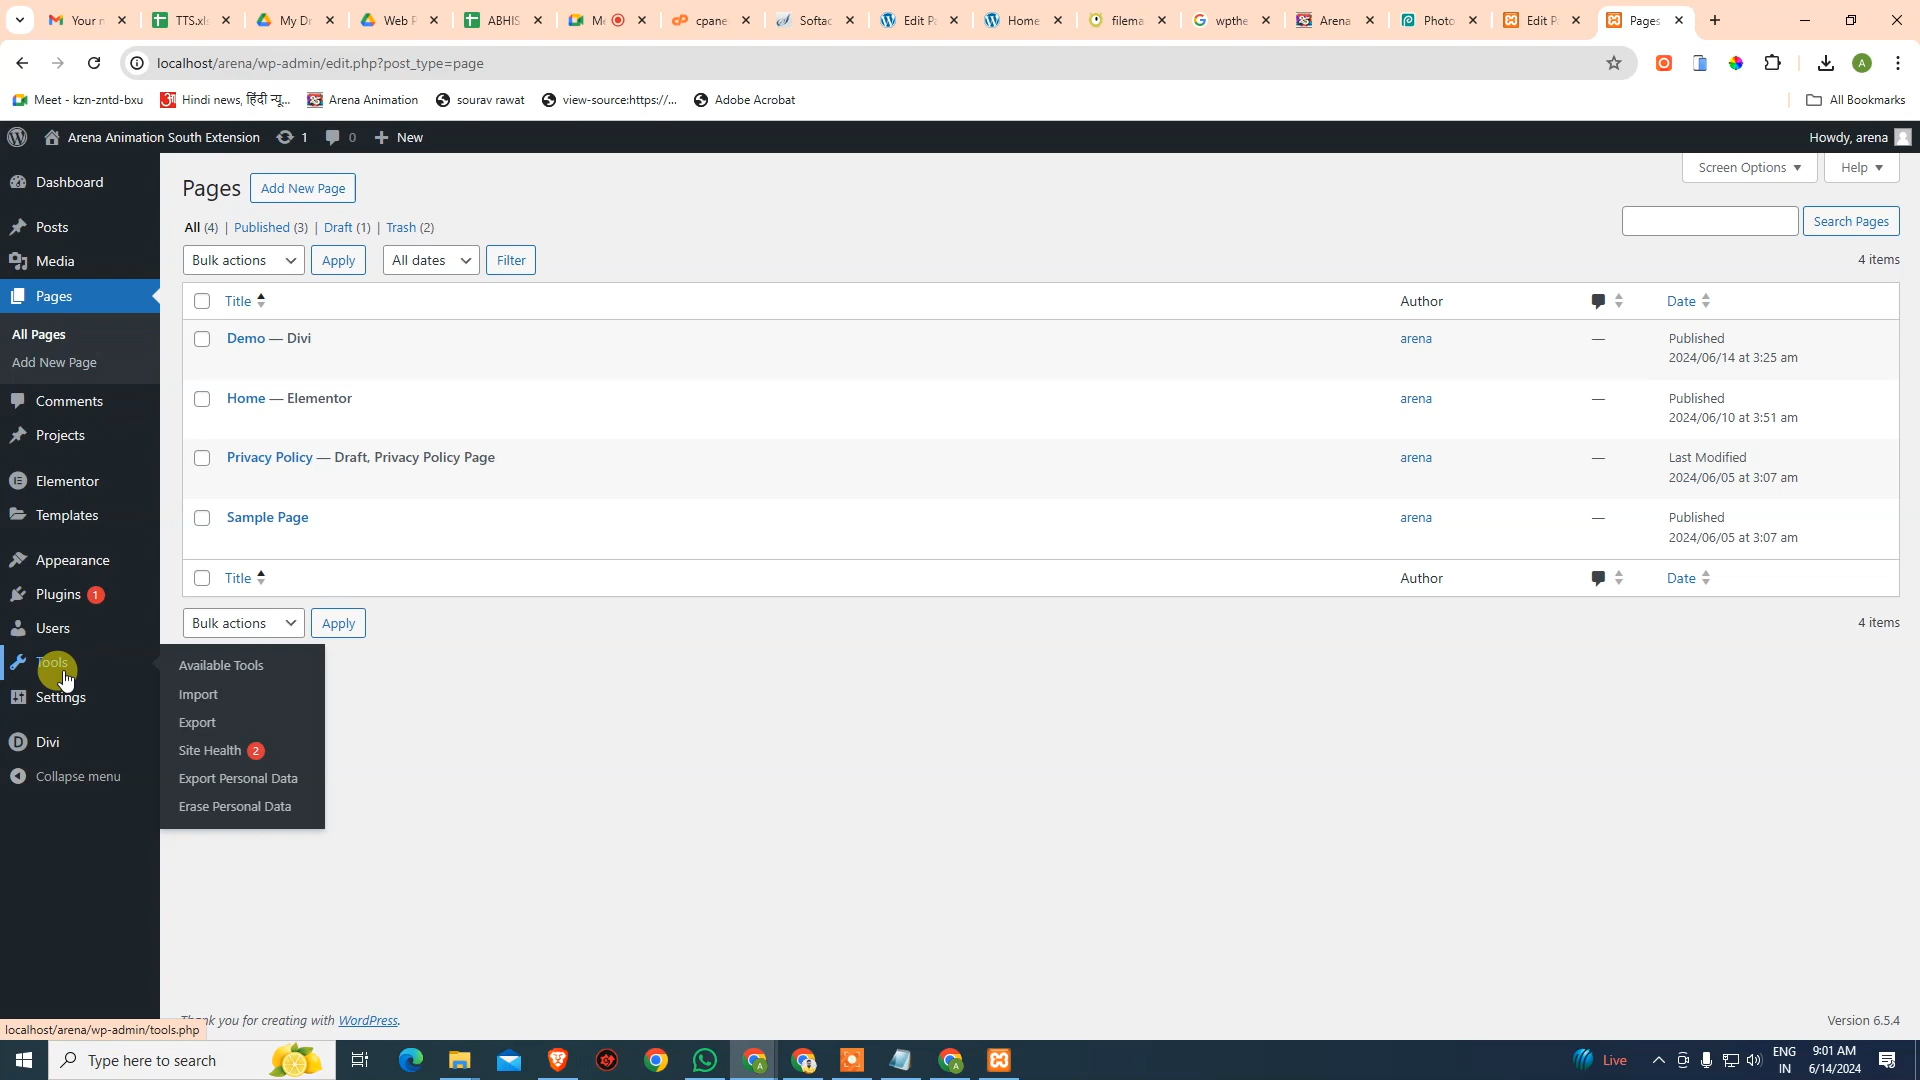 Your n
TTS.xl
My Dr
Web F
ABHIS
Me
cpane
Softac
Edit Pa
Home
filema
wpthe
Arena
Photo
Edit P
Pages
localhost/arena/wp-admin/edit.php?post_type=page
A
Meet - kzn-zntd-bxu
Hindi news, हिंदी न्यू...
Arena Animation
sourav rawat
view-source:https://...
Adobe Acrobat
All Bookmarks
Arena Animation South Extension
1
0
New
Howdy, arena
Dashboard
Posts
Media
Pages
All Pages
Add New Page
Comments
Projects
Elementor
Templates
Appearance
Plugins 1
Users
Tools
Settings
Divi
Collapse menu
Available Tools
Import
Export
Site Health 2
Export Personal Data
Erase Personal Data
Pages Add New Page
Screen Options
Help
All (4) | Published (3) | Draft (1) | Trash (2)
Search Pages
Bulk actions Apply All dates Filter
4 items
Title Author Date
Demo — Divi arena — Published
2024/06/14 at 3:25 am
Home — Elementor arena — Published
2024/06/10 at 3:51 am
Privacy Policy — Draft, Privacy Policy Page arena — Last Modified
2024/06/05 at 3:07 am
Sample Page arena — Published
2024/06/05 at 3:07 am
Title Author Date
Bulk actions Apply
4 items
you for creating with WordPress.
Version 6.5.4
localhost/arena/wp-admin/tools.php
Type here to search
Live
ENG
IN
9:01 AM
6/14/2024